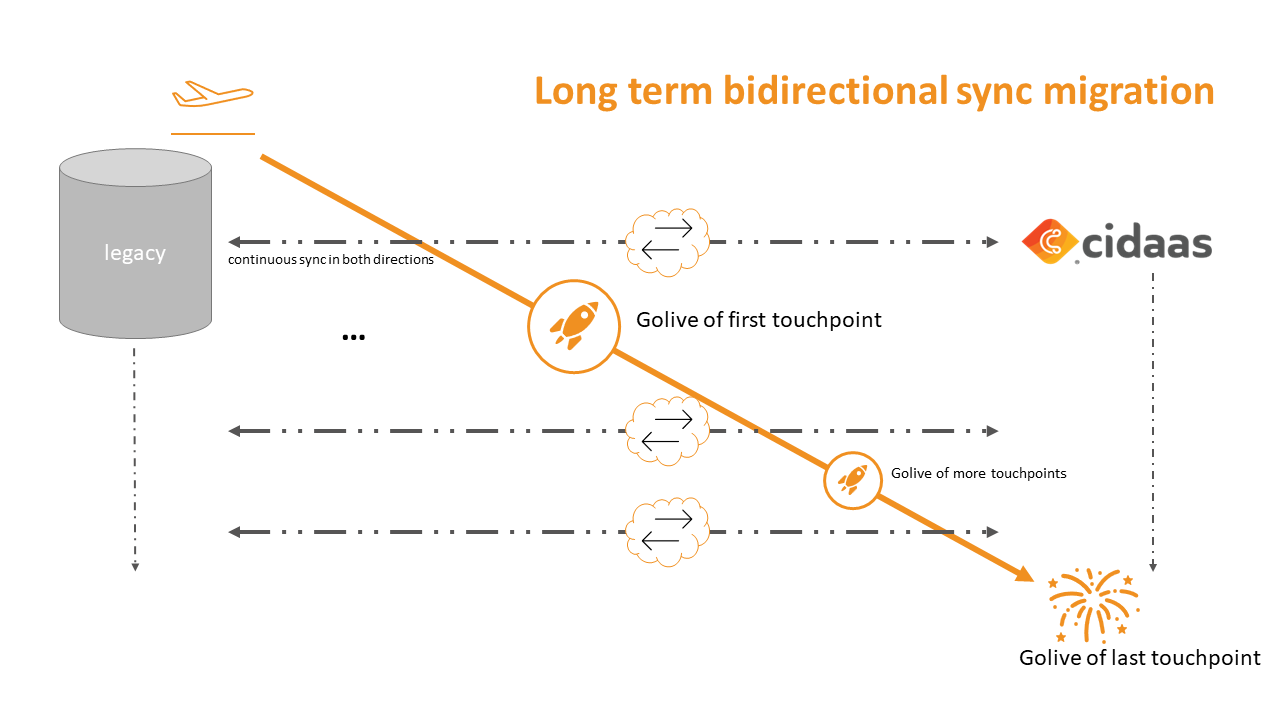 Long term bidirectional sync migration
legacy
cidaas
continuous sync in both directions
Golive of first touchpoint
...
Golive of more touchpoints
Golive of last touchpoint